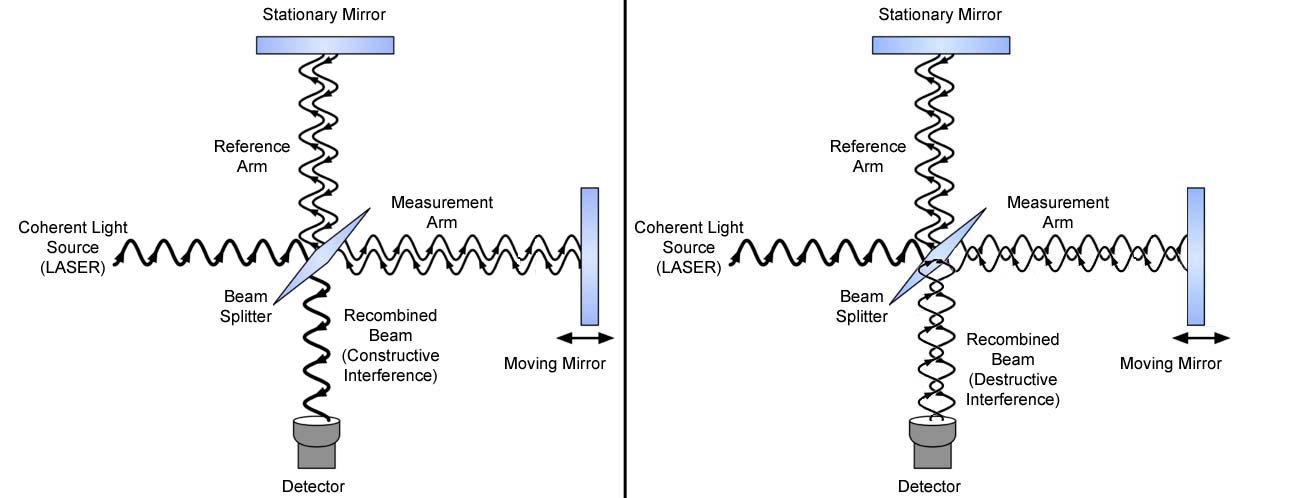 Stationary Mirror
Reference
Arm
Measurement
Arm
Coherent Light
Source
(LASER)
Beam
Splitter
Recombined
Beam
(Constructive
Interference)
Moving Mirror
Detector
Stationary Mirror
Reference
Arm
Measurement
Arm
Coherent Light
Source
(LASER)
Beam
Splitter
Recombined
Beam
(Destructive
Interference)
Moving Mirror
Detector